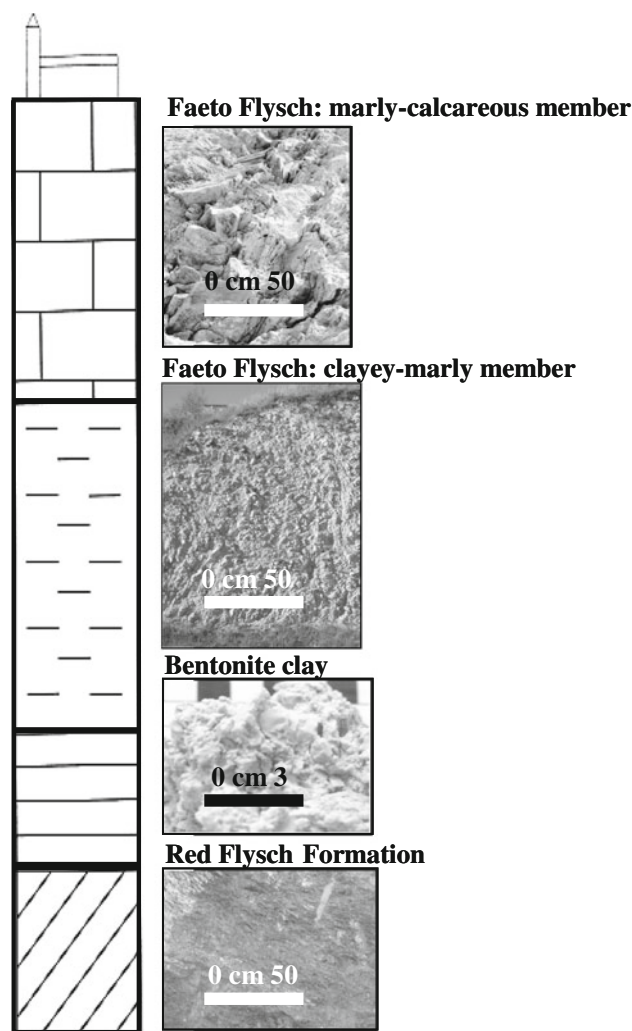 Faeto Flysch: marly-calcareous member
0 cm 50
Faeto Flysch: clayey-marly member
0 cm 50
Bentonite clay
0 cm 3
Red Flysch Formation
0 cm 50